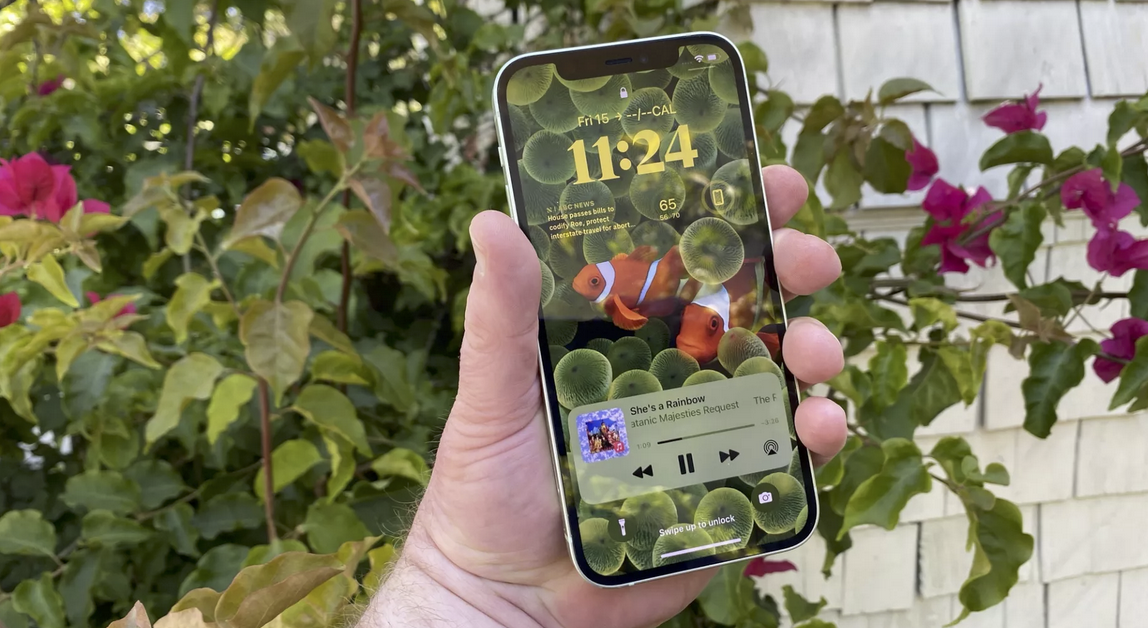 Fri 15 → --/--CAL
11:24
NEWS
House passes bills to
codify Roe, protect
interstate travel for abort…
65
56 70
She's a Rainbow
atanic Majesties Request The F
1:09
-3:26
Swipe up to unlock